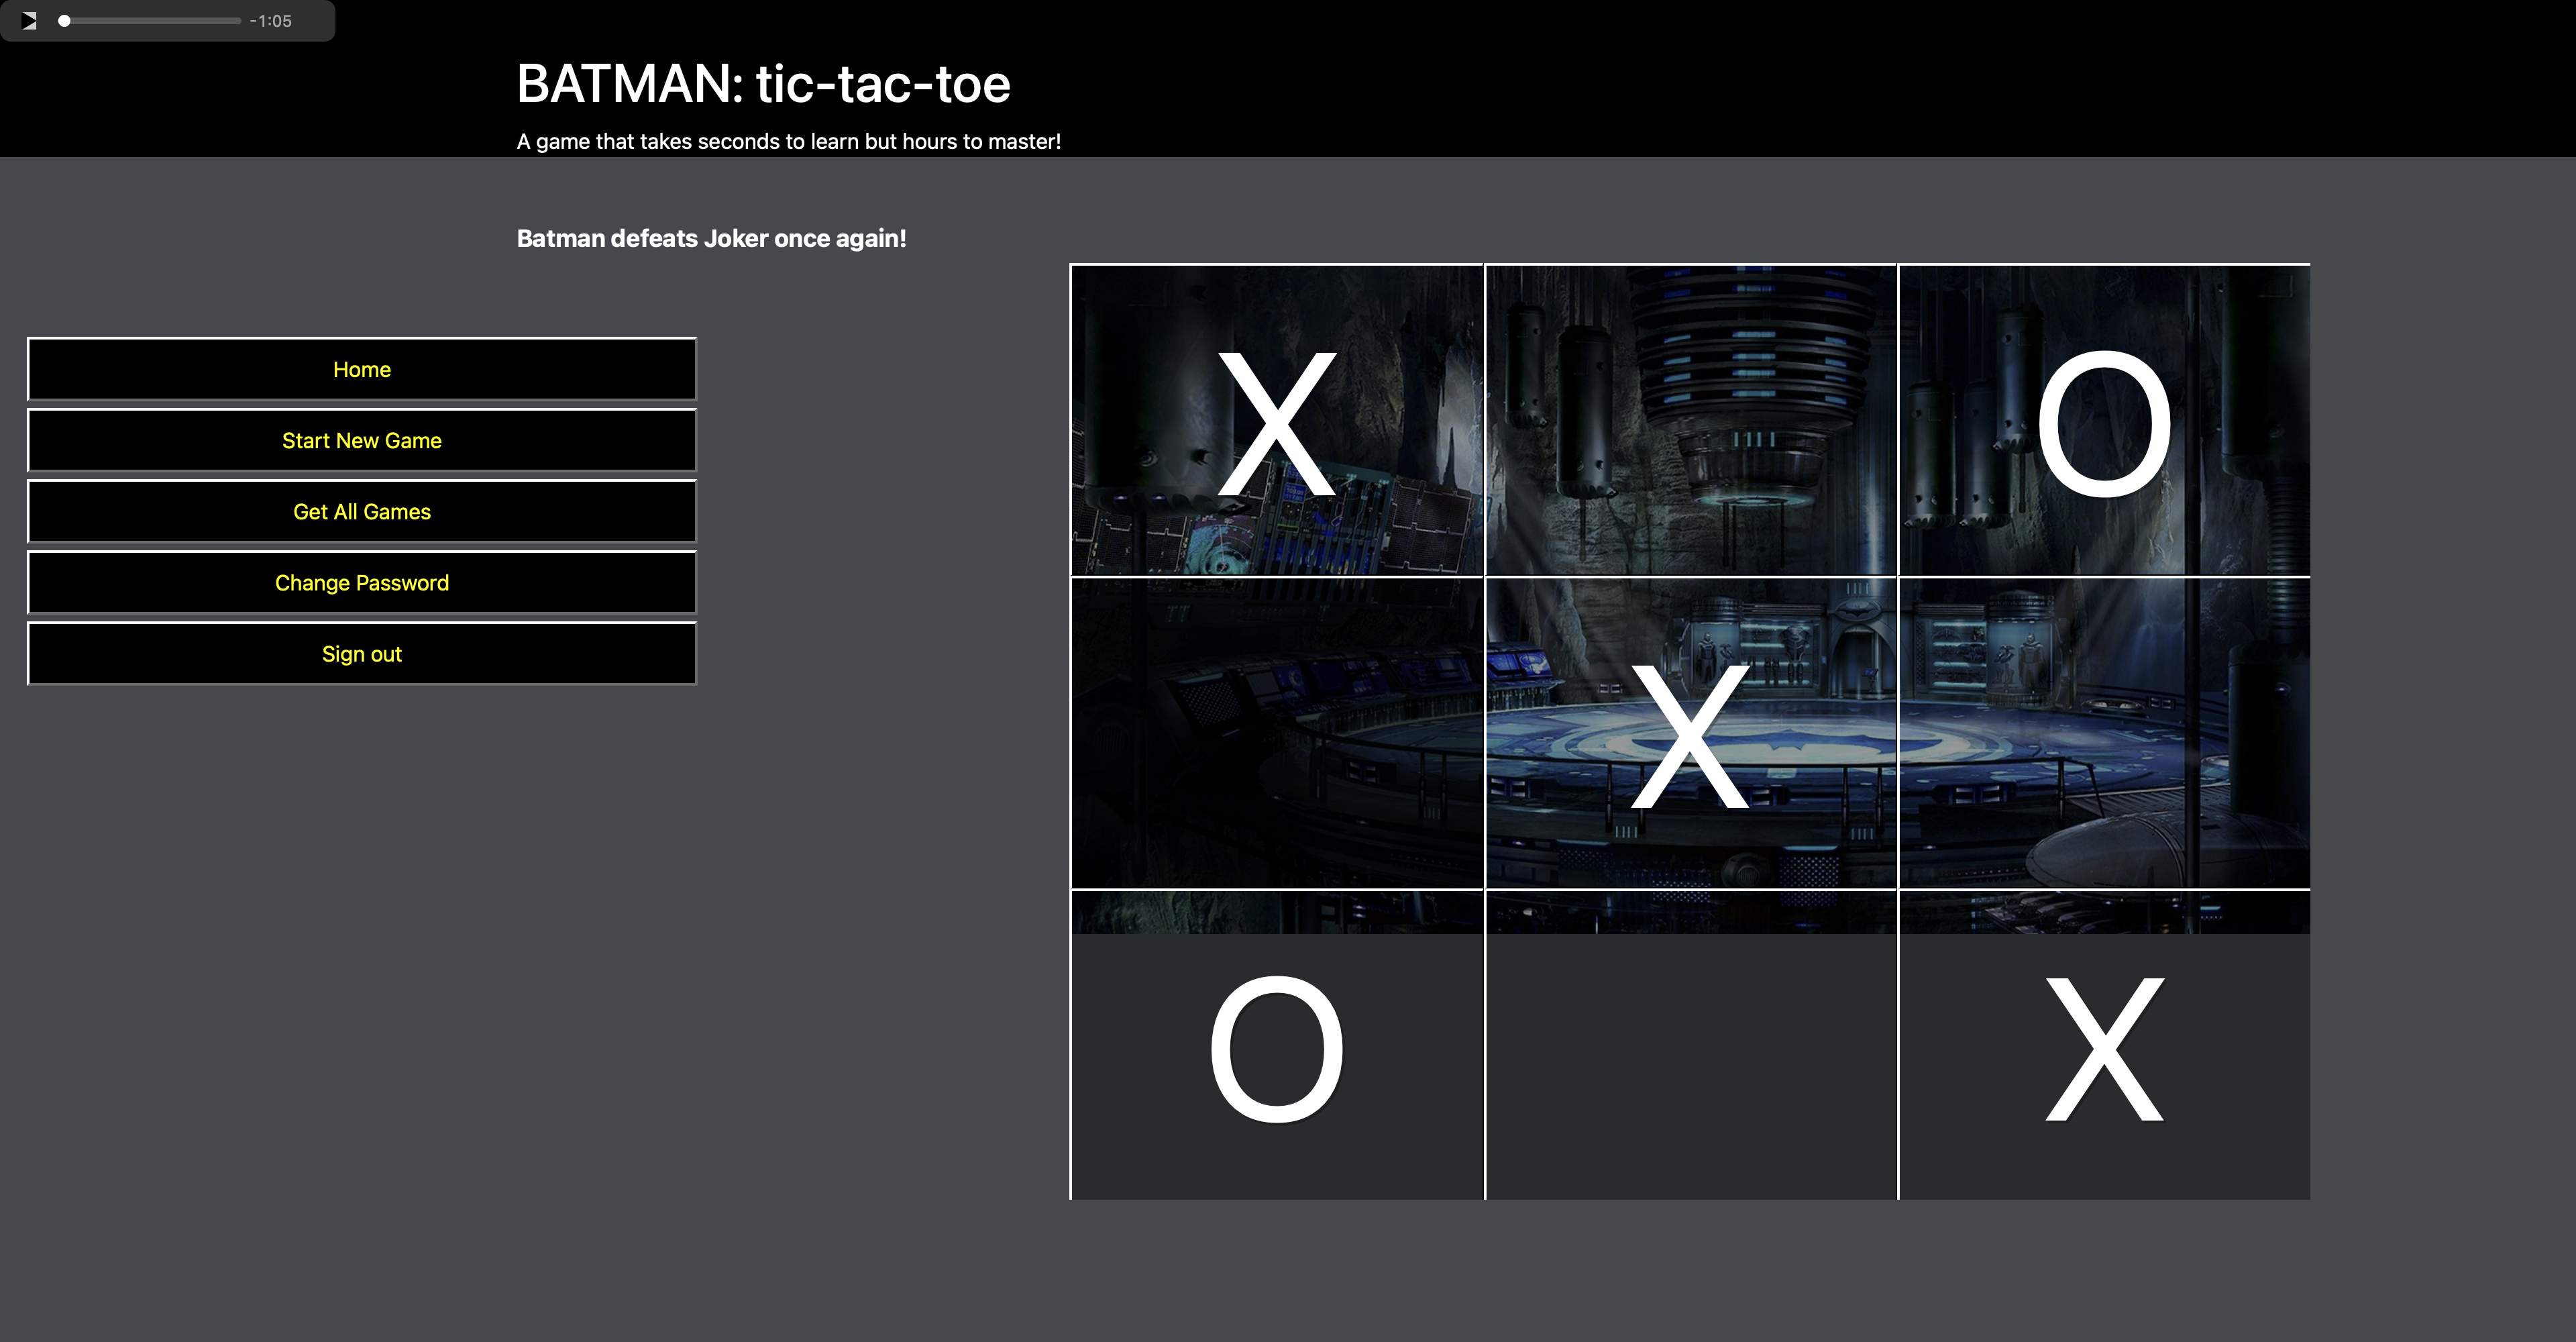 -1:05
BATMAN: tic-tac-toe
A game that takes seconds to learn but hours to master!
Batman defeats Joker once again!
Home
Start New Game
Get All Games
Change Password
Sign out
X O
X
O X